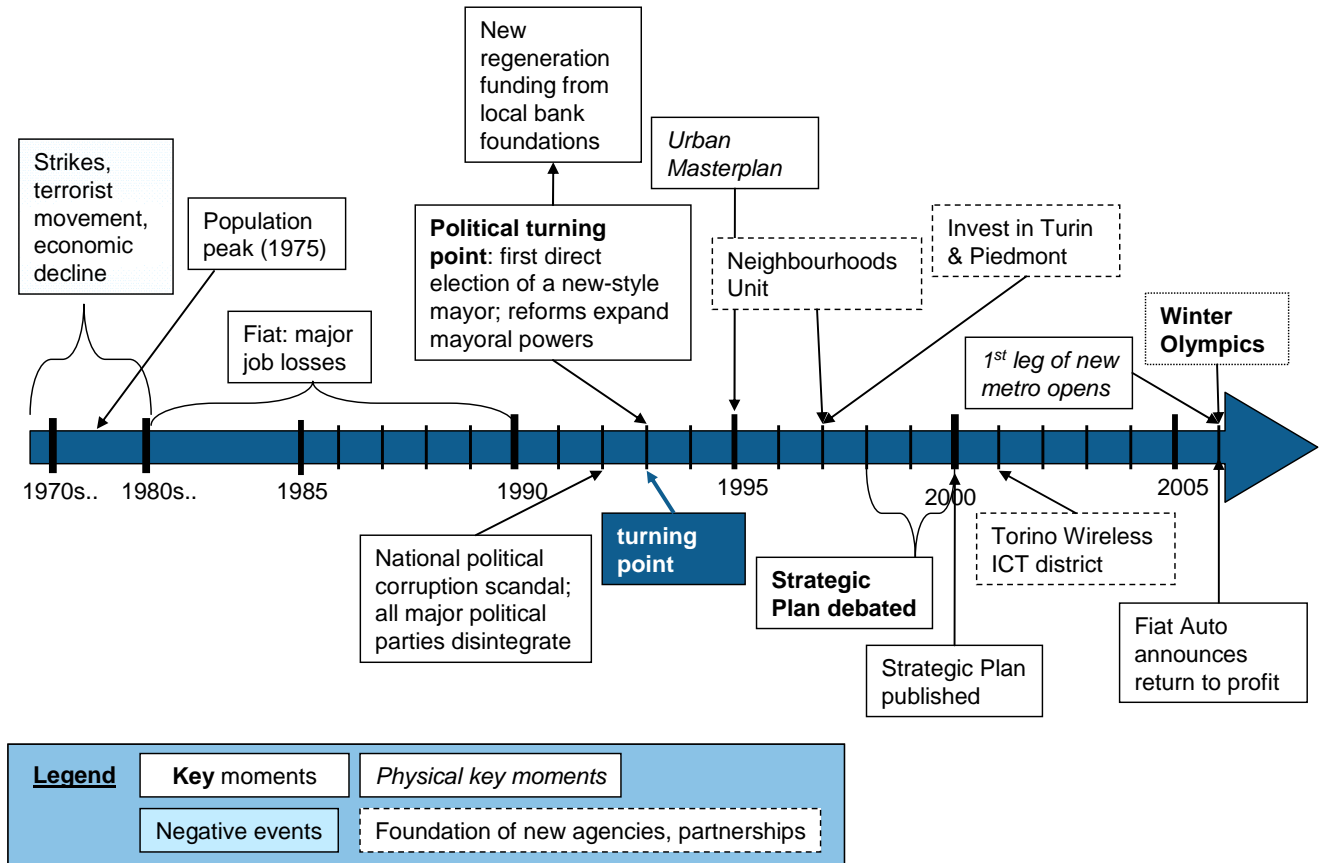 New
regeneration
funding from
local bank
foundations
Urban
Masterplan
Strikes,
terrorist
movement,
economic
decline
Population
peak (1975)
Political turning
point: first direct
election of a new-style
mayor; reforms expand
mayoral powers
Neighbourhoods
Unit
Invest in Turin
& Piedmont
Fiat: major
job losses
Winter
Olympics
1st leg of new
metro opens
1970s..
1980s..
1985
1990
1995
2000
2005
National political
corruption scandal;
all major political
parties disintegrate
turning
point
Strategic
Plan debated
Torino Wireless
ICT district
Strategic Plan
published
Fiat Auto
announces
return to profit
Legend
Key moments
Physical key moments
Negative events
Foundation of new agencies, partnerships